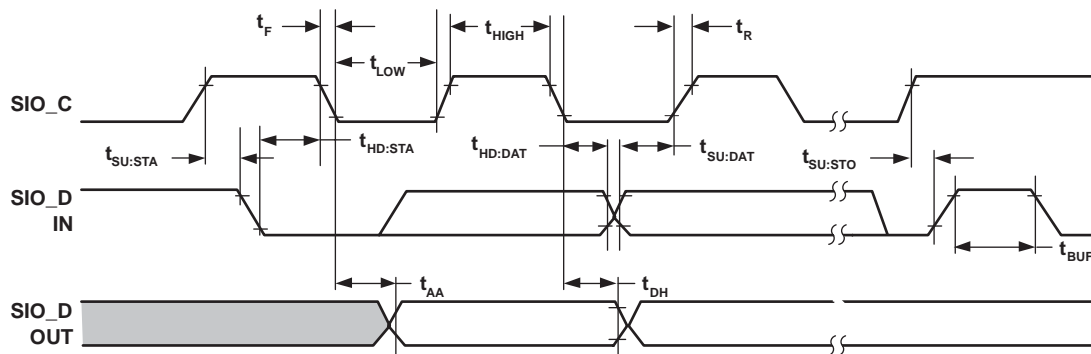 tF
tHIGH
tR
tLOW
SIO_C
tHD:STA
tHD:DAT
tSU:STA
tSU:DAT
tSU:STO
SIO_D
IN
tBUF
tAA
tDH
SIO_D
OUT